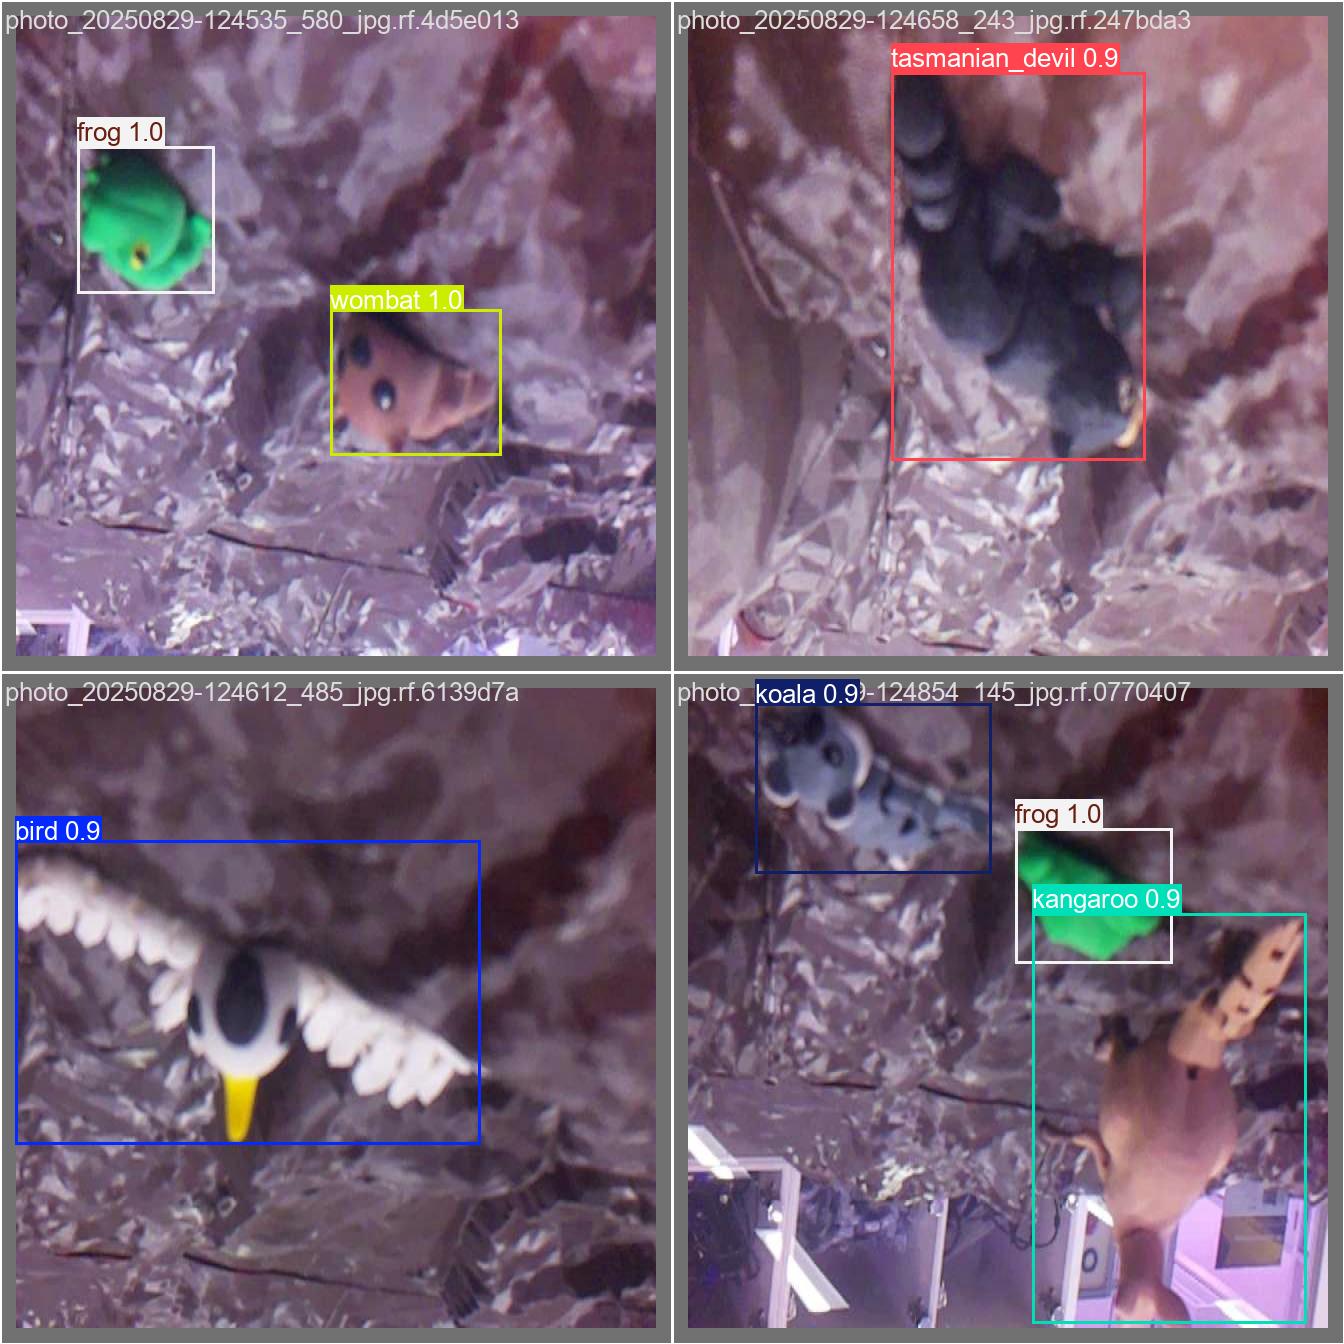 photo_20250829-124535_580_jpg.rf.4d5e013
frog 1.0
wombat 1.0
photo_20250829-124658_243_jpg.rf.247bda3
tasmanian_devil 0.9
photo_20250829-124612_485_jpg.rf.6139d7a
bird 0.9
photo_ 9-124854_145_jpg.rf.0770407
koala 0.9
frog 1.0
kangaroo 0.9